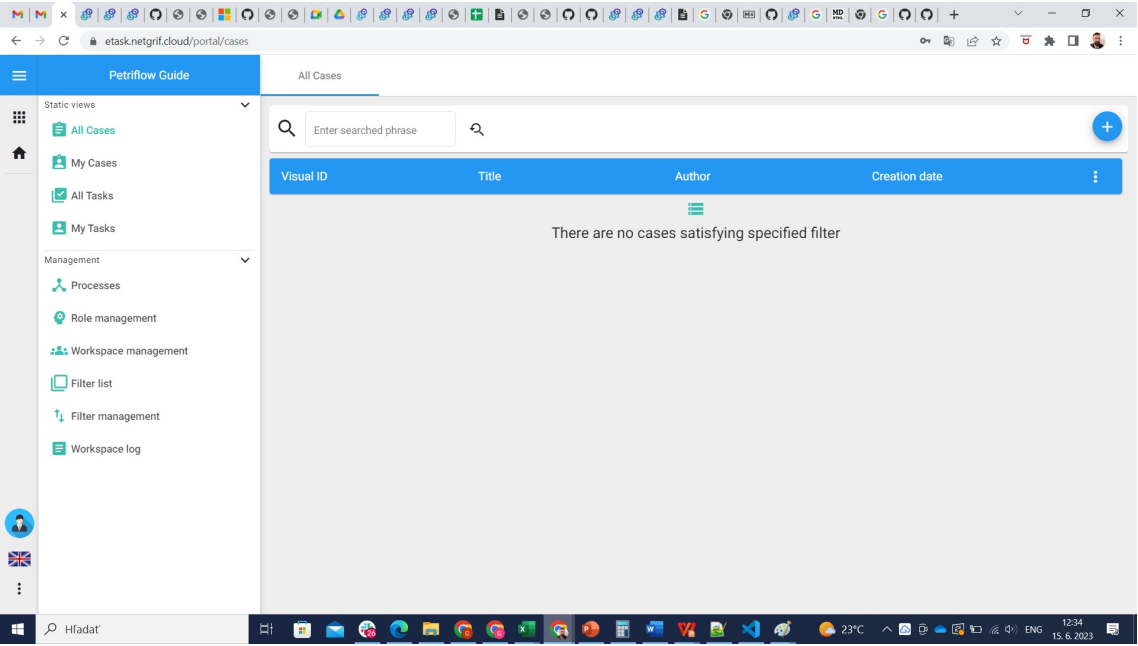 etask.netgrif.cloud/portal/cases
Petriflow Guide
All Cases
Static views
All Cases
My Cases
All Tasks
My Tasks
Management
Processes
Role management
Workspace management
Filter list
Filter management
Workspace log
Enter searched phrase
Visual ID Title Author Creation date
There are no cases satisfying specified filter
Hľadať
23°C
ENG
12:34
15. 6. 2023